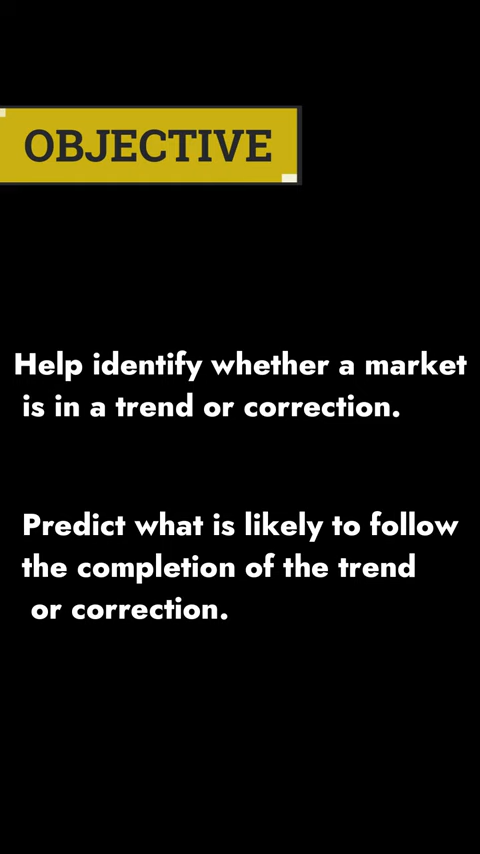 OBJECTIVE
Help identify whether a market
is in a trend or correction.
Predict what is likely to follow
the completion of the trend
or correction.